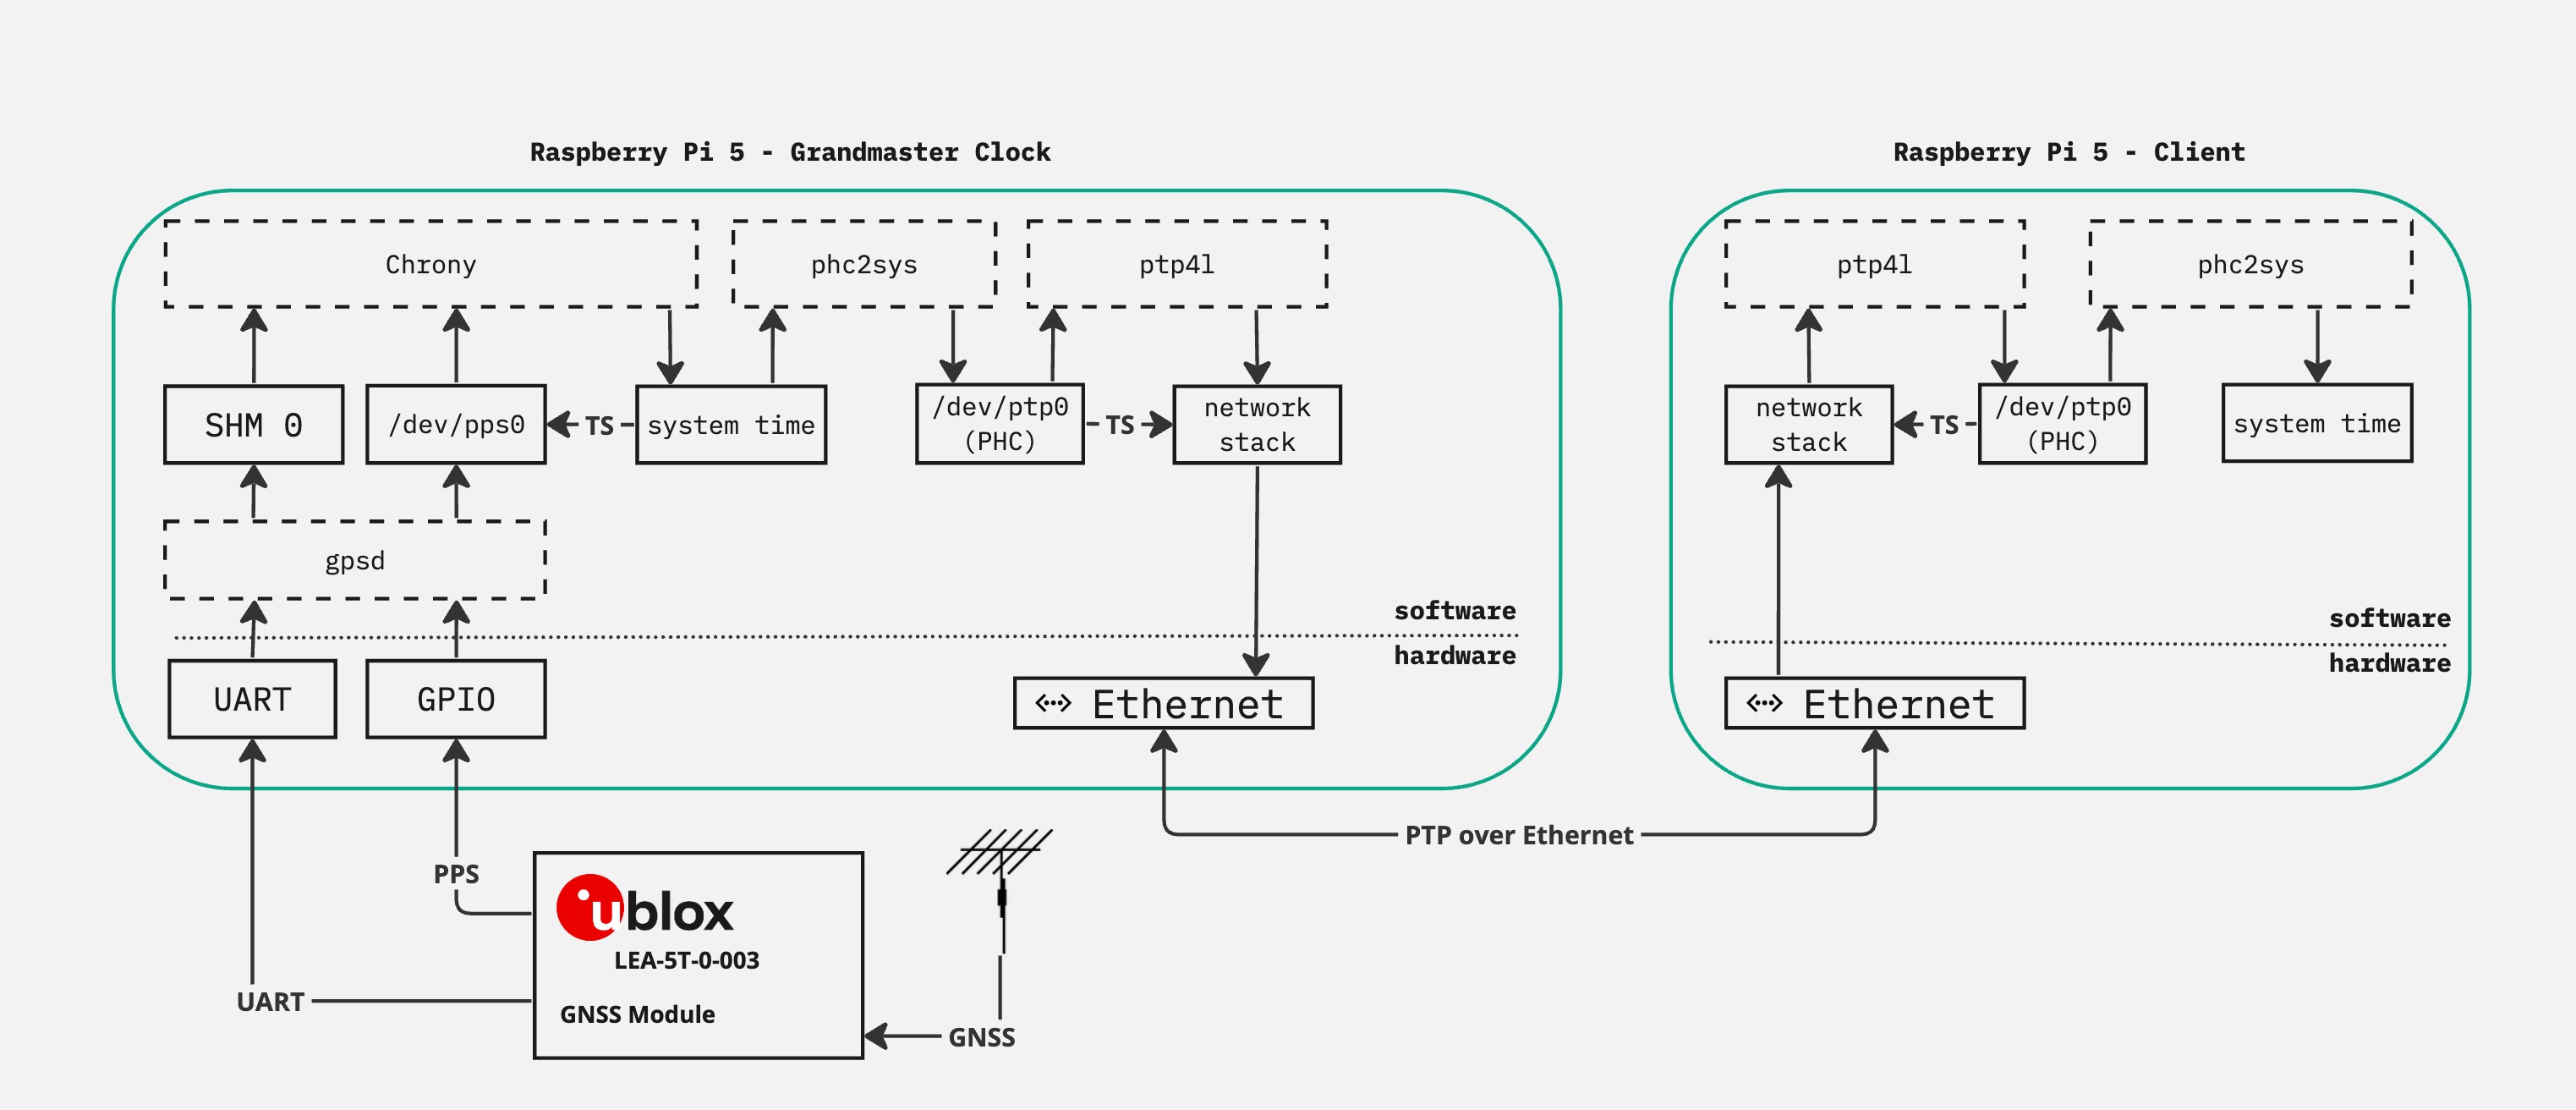 Raspberry Pi 5 - Grandmaster Clock
Raspberry Pi 5 - Client
Chrony
phc2sys
ptp4l
ptp4l
phc2sys
SHM 0
/dev/pps0
TS
system time
/dev/ptp0
(PHC)
TS
network
stack
network
stack
TS
/dev/ptp0
(PHC)
system time
gpsd
software
hardware
software
hardware
UART
GPIO
Ethernet
Ethernet
PTP over Ethernet
PPS
ublox
LEA-5T-0-003
GNSS Module
UART
GNSS